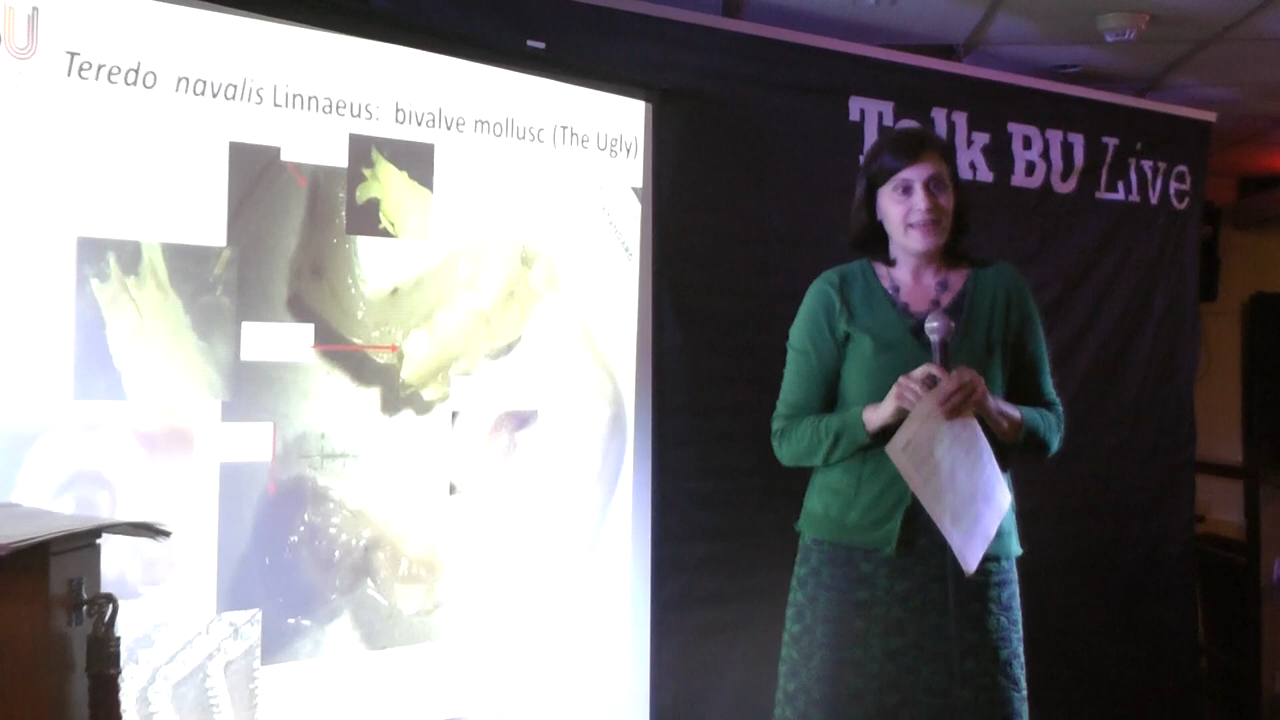 U
Teredo navalis Linnaeus: bivalve mollusc (The Ugly)
Talk BU Live